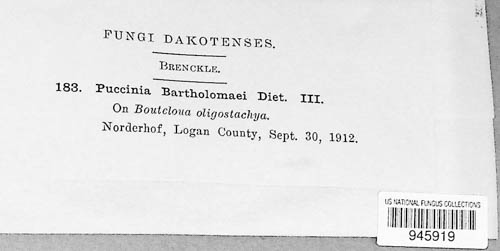 FUNGI DAKOTENSES.
BRENCKLE.
183. Puccinia Bartholomaei Diet. III.
On Boutcloua oligostachya.
Norderhof, Logan County, Sept. 30, 1912.
US NATIONAL FUNGUS COLLECTIONS
945919